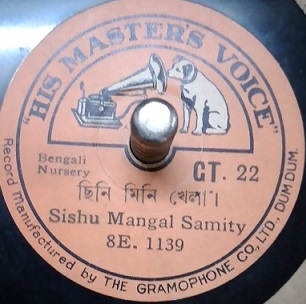 "HIS MASTER'S VOICE"
Bengali
Nursery
GT. 22
ছিনি মিনি খেলা।
Sishu Mangal Samity
8E. 1139
Record Manufactured by THE GRAMOPHONE CO., LTD., DUM DUM.